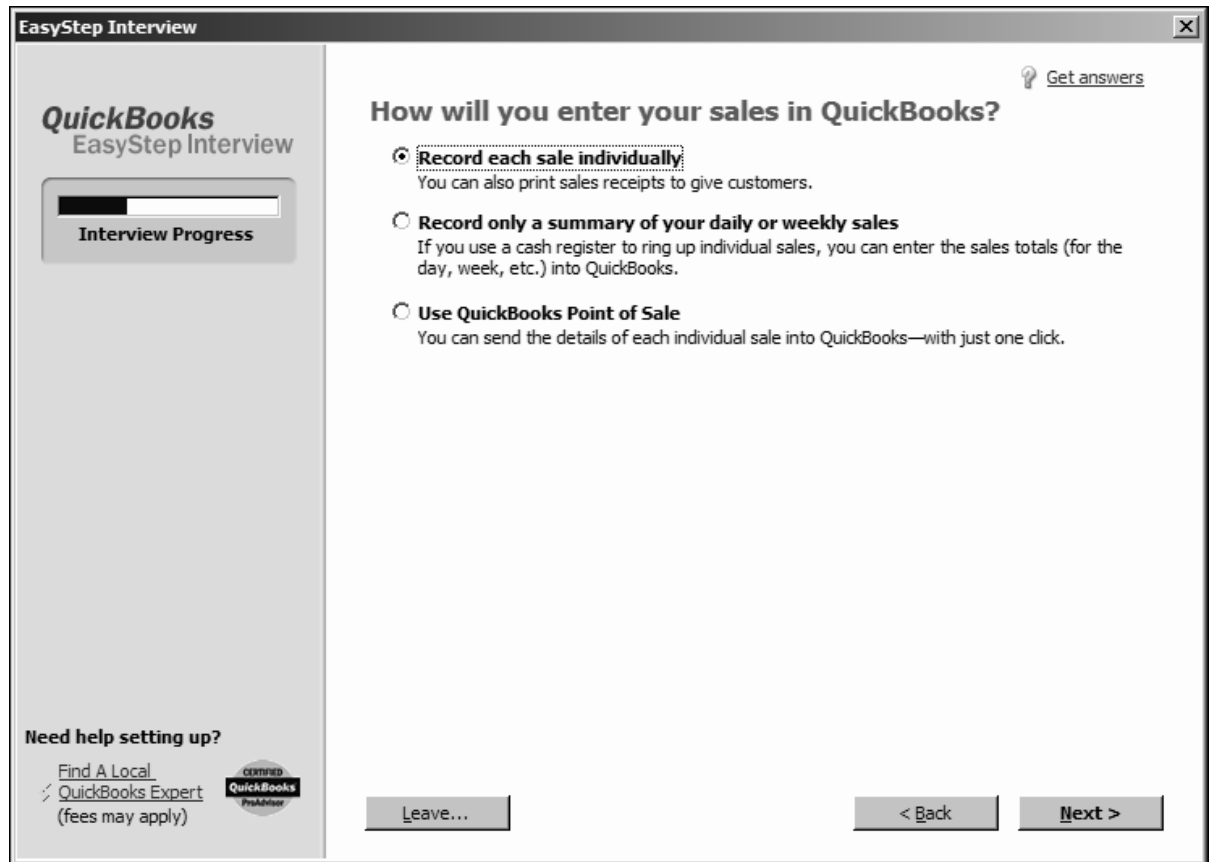 EasyStep Interview
Get answers
QuickBooks
EasyStep Interview
Interview Progress
How will you enter your sales in QuickBooks?
Record each sale individually
You can also print sales receipts to give customers.
Record only a summary of your daily or weekly sales
If you use a cash register to ring up individual sales, you can enter the sales totals (for the
day, week, etc.) into QuickBooks.
Use QuickBooks Point of Sale
You can send the details of each individual sale into QuickBooks—with just one click.
Need help setting up?
Find A Local
QuickBooks Expert
(fees may apply)
CERTIFIED
QuickBooks
ProAdvisor
Leave...
< Back
Next >